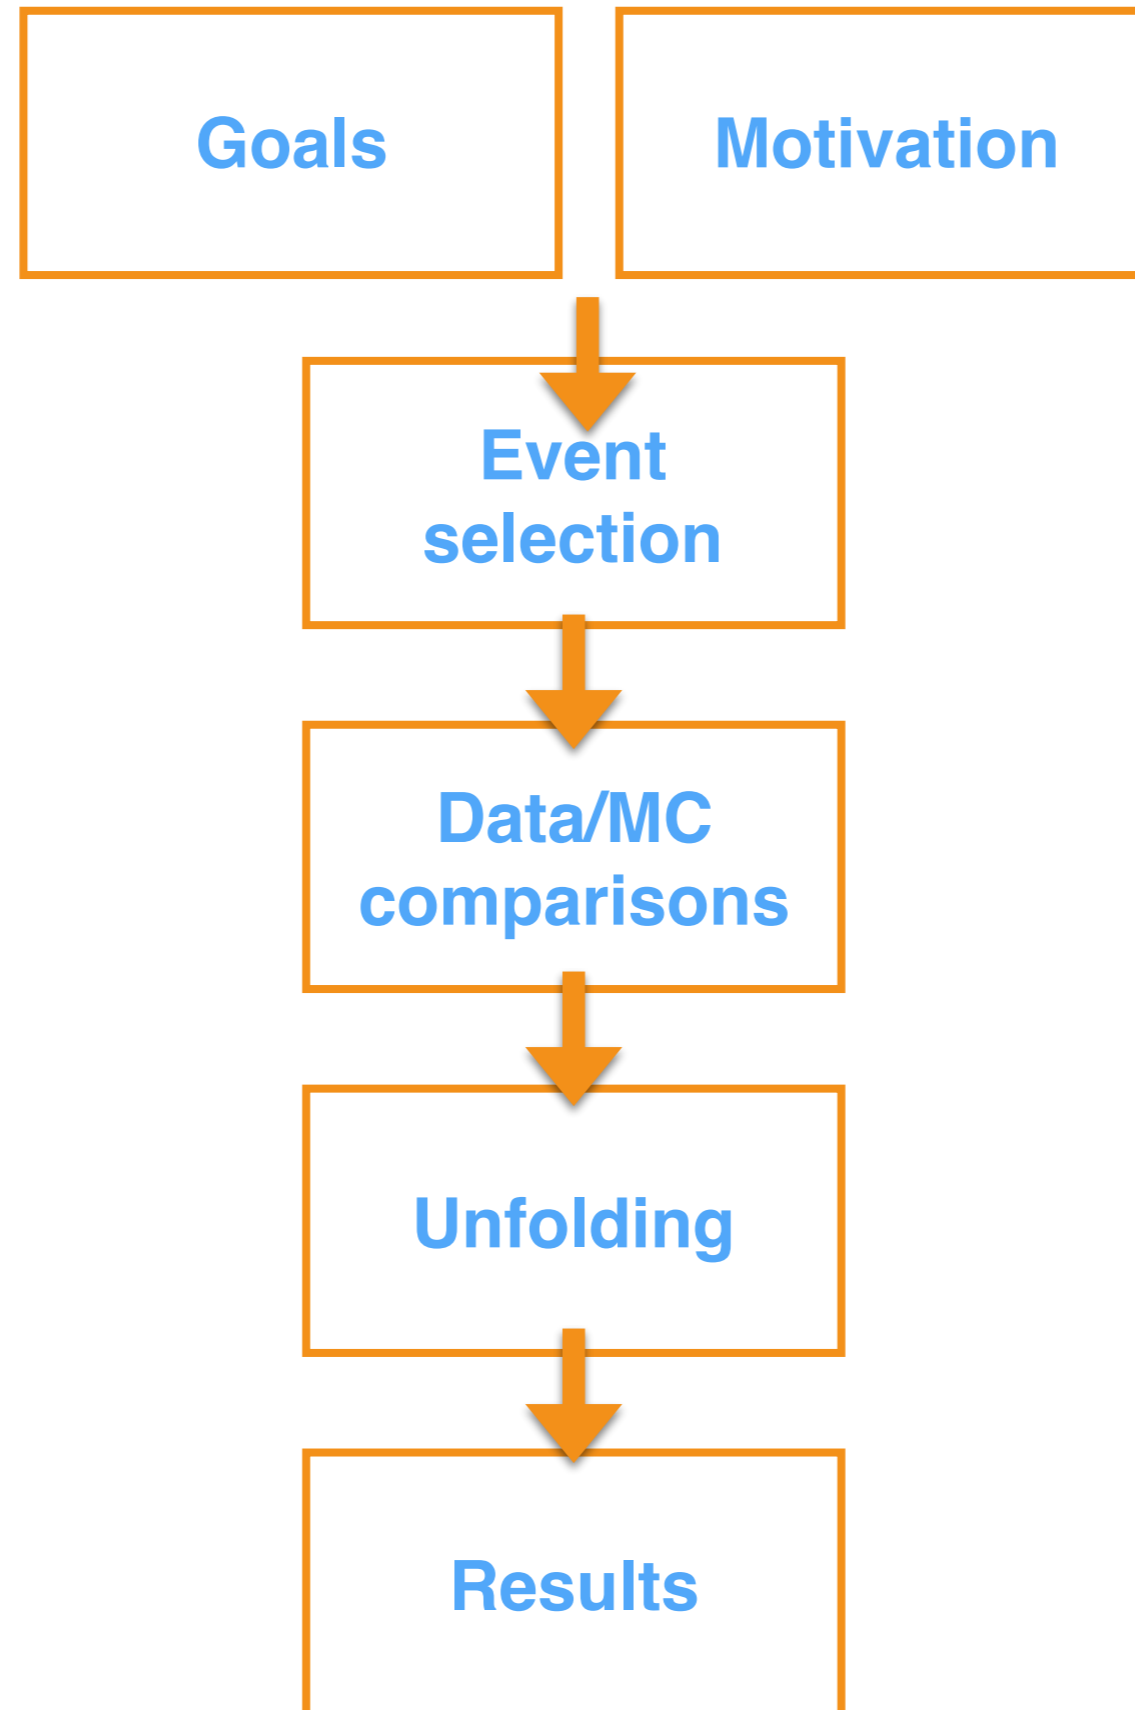 Goals
Motivation
Event
selection
Data/MC
comparisons
Unfolding
Results